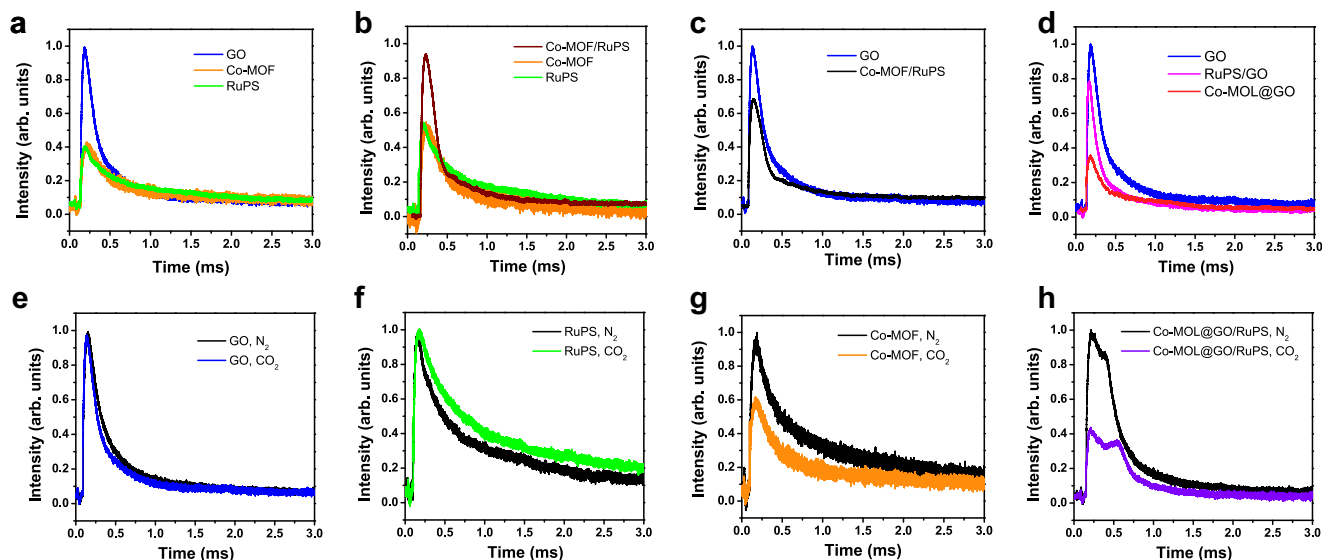 a
Intensity (arb. units)
1.0
0.8
0.6
0.4
0.2
0.0
GO
Co-MOF
RuPS
0.0 0.5 1.0 1.5 2.0 2.5 3.0
Time (ms)
b
Intensity (arb. units)
1.0
0.8
0.6
0.4
0.2
0.0
Co-MOF/RuPS
Co-MOF
RuPS
0.0 0.5 1.0 1.5 2.0 2.5 3.0
Time (ms)
c
Intensity (arb. units)
1.0
0.8
0.6
0.4
0.2
0.0
GO
Co-MOF/RuPS
0.0 0.5 1.0 1.5 2.0 2.5 3.0
Time (ms)
d
Intensity (arb. units)
1.0
0.8
0.6
0.4
0.2
0.0
GO
RuPS/GO
Co-MOL@GO
0.0 0.5 1.0 1.5 2.0 2.5 3.0
Time (ms)
e
Intensity (arb. units)
1.0
0.8
0.6
0.4
0.2
0.0
GO, N₂
GO, CO₂
0.0 0.5 1.0 1.5 2.0 2.5 3.0
Time (ms)
f
Intensity (arb. units)
1.0
0.8
0.6
0.4
0.2
0.0
RuPS, N₂
RuPS, CO₂
0.0 0.5 1.0 1.5 2.0 2.5 3.0
Time (ms)
g
Intensity (arb. units)
1.0
0.8
0.6
0.4
0.2
0.0
Co-MOF, N₂
Co-MOF, CO₂
0.0 0.5 1.0 1.5 2.0 2.5 3.0
Time (ms)
h
Intensity (arb. units)
1.0
0.8
0.6
0.4
0.2
0.0
Co-MOL@GO/RuPS, N₂
Co-MOL@GO/RuPS, CO₂
0.0 0.5 1.0 1.5 2.0 2.5 3.0
Time (ms)